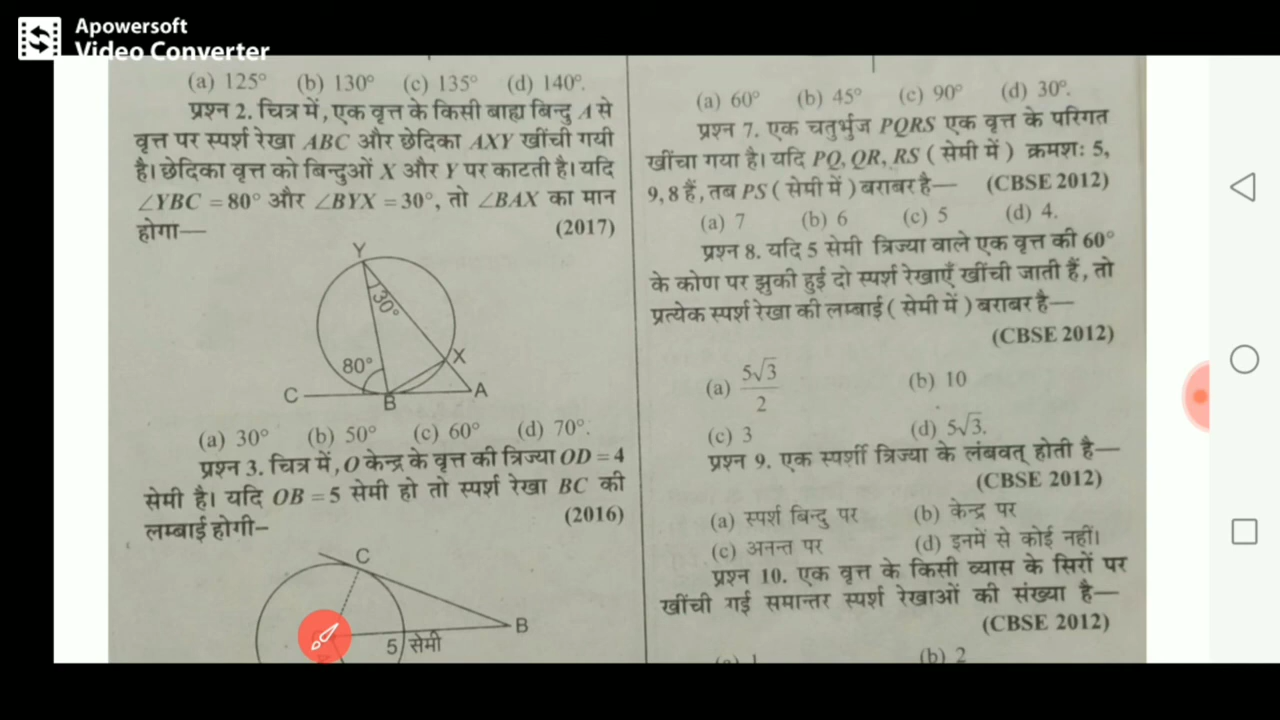 Apowersoft
Video Converter
(a) 125° (b) 130° (c) 135° (d) 140°.
प्रश्न 2. चित्र में, एक वृत्त के किसी बाह्य बिन्दु A से
वृत्त पर स्पर्श रेखा ABC और छेदिका AXY खींची गयी
है। छेदिका वृत्त को बिन्दुओं X और Y पर काटती है। यदि
∠YBC = 80° और ∠BYX = 30°, तो ∠BAX का मान
होगा— (2017)
Y
30°
80°
X
C
B
A
(a) 30° (b) 50° (c) 60° (d) 70°.
प्रश्न 3. चित्र में, O केन्द्र के वृत्त की त्रिज्या OD = 4
सेमी है। यदि OB = 5 सेमी हो तो स्पर्श रेखा BC की
लम्बाई होगी– (2016)
C
B
5 सेमी
(a) 60° (b) 45° (c) 90° (d) 30°.
प्रश्न 7. एक चतुर्भुज PQRS एक वृत्त के परिगत
खींचा गया है। यदि PQ, QR, RS ( सेमी में ) क्रमश: 5,
9, 8 हैं, तब PS ( सेमी में ) बराबर है— (CBSE 2012)
(a) 7 (b) 6 (c) 5 (d) 4.
प्रश्न 8. यदि 5 सेमी त्रिज्या वाले एक वृत्त की 60°
के कोण पर झुकी हुई दो स्पर्श रेखाएँ खींची जाती हैं, तो
प्रत्येक स्पर्श रेखा की लम्बाई ( सेमी में ) बराबर है—
(CBSE 2012)
(a) 5√3/2 (b) 10
(c) 3 (d) 5√3.
प्रश्न 9. एक स्पर्शी त्रिज्या के लंबवत् होती है—
(CBSE 2012)
(a) स्पर्श बिन्दु पर (b) केन्द्र पर
(c) अनन्त पर (d) इनमें से कोई नहीं।
प्रश्न 10. एक वृत्त के किसी व्यास के सिरों पर
खींची गई समान्तर स्पर्श रेखाओं की संख्या है—
(CBSE 2012)
(b) 2